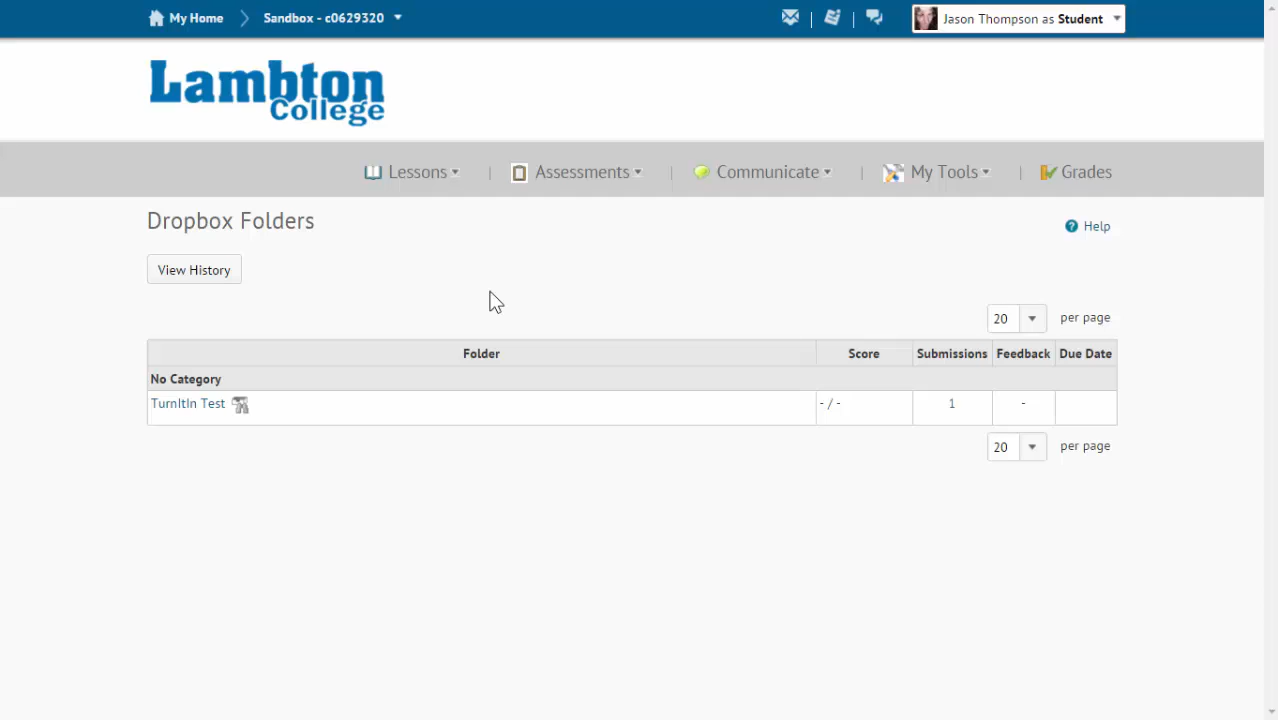 My Home Sandbox - c0629320 Jason Thompson as Student
Lambton
College
Lessons Assessments Communicate My Tools Grades
Dropbox Folders
Help
View History
20 per page
Folder Score Submissions Feedback Due Date
No Category
TurnItIn Test - / - 1 -
20 per page